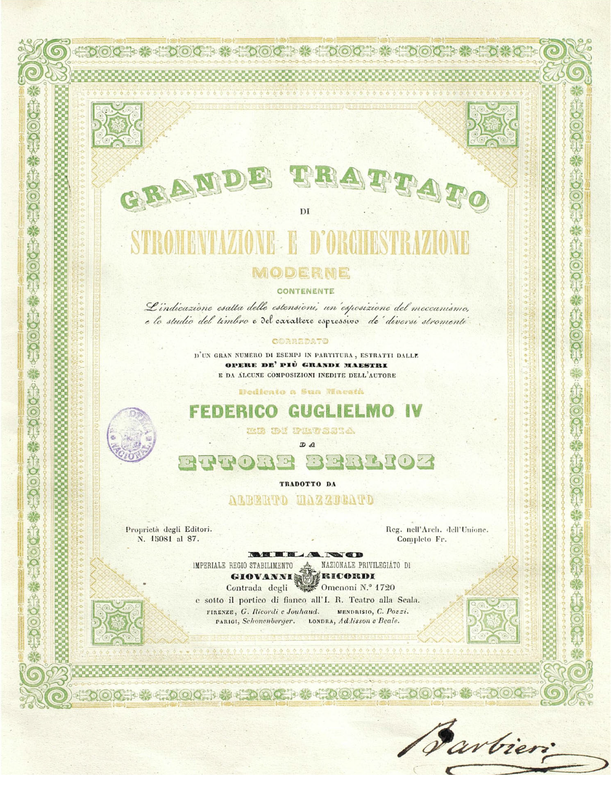 GRANDE TRATTATO
DI
STROMENTAZIONE E D'ORCHESTRAZIONE
MODERNE
CONTENENTE
L'indicazione esatta delle estensioni, un'esposizione del meccanismo,
e lo studio del timbro e del carattere espressivo de' diversi stromenti
CORREDATO
D'UN GRAN NUMERO DI ESEMPJ IN PARTITURA, ESTRATTI DALLE
OPERE DE' PIÙ GRANDI MAESTRI
E DA ALCUNE COMPOSIZIONI INEDITE DELL'AUTORE
Dedicato a Sua Maestà
FEDERICO GUGLIELMO IV
RE DI PRUSSIA
DA
ETTORE BERLIOZ
TRADOTTO DA
ALBERTO MAZZUCATO
Proprietà degli Editori.
N. 15081 al 87.
Reg. nell'Arch. dell'Unione.
Completo Fr.
MILANO
IMPERIALE REGIO STABILIMENTO NAZIONALE PRIVILEGIATO DI
GIOVANNI RICORDI
Contrada degli Omenoni N.º 1720
e sotto il portico di fianco all'I. R. Teatro alla Scala.
FIRENZE, G. Ricordi e Jouhaud. MENDRISIO, C. Pozzi.
PARIGI, Schonenberger. LONDRA, Addison e Beale.
NACIONAL
Barbieri